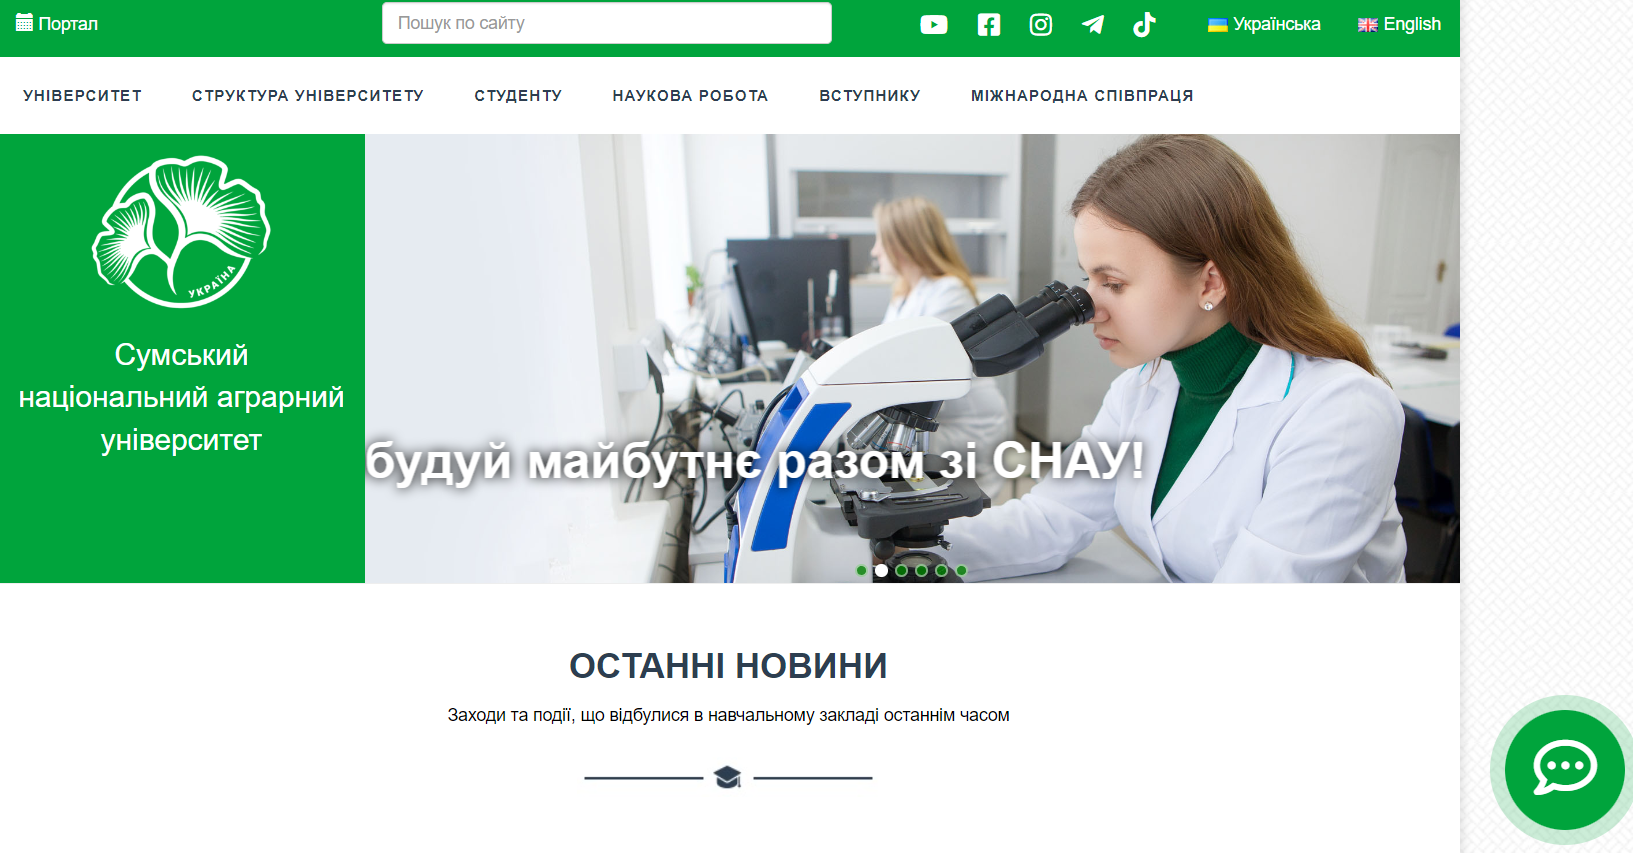 Портал
Пошук по сайту
Українська
English
УНІВЕРСИТЕТ
СТРУКТУРА УНІВЕРСИТЕТУ
СТУДЕНТУ
НАУКОВА РОБОТА
ВСТУПНИКУ
МІЖНАРОДНА СПІВПРАЦЯ
УКРАЇНА
Сумський
національний аграрний
університет
будуй майбутнє разом зі СНАУ!
ОСТАННІ НОВИНИ
Заходи та події, що відбулися в навчальному закладі останнім часом